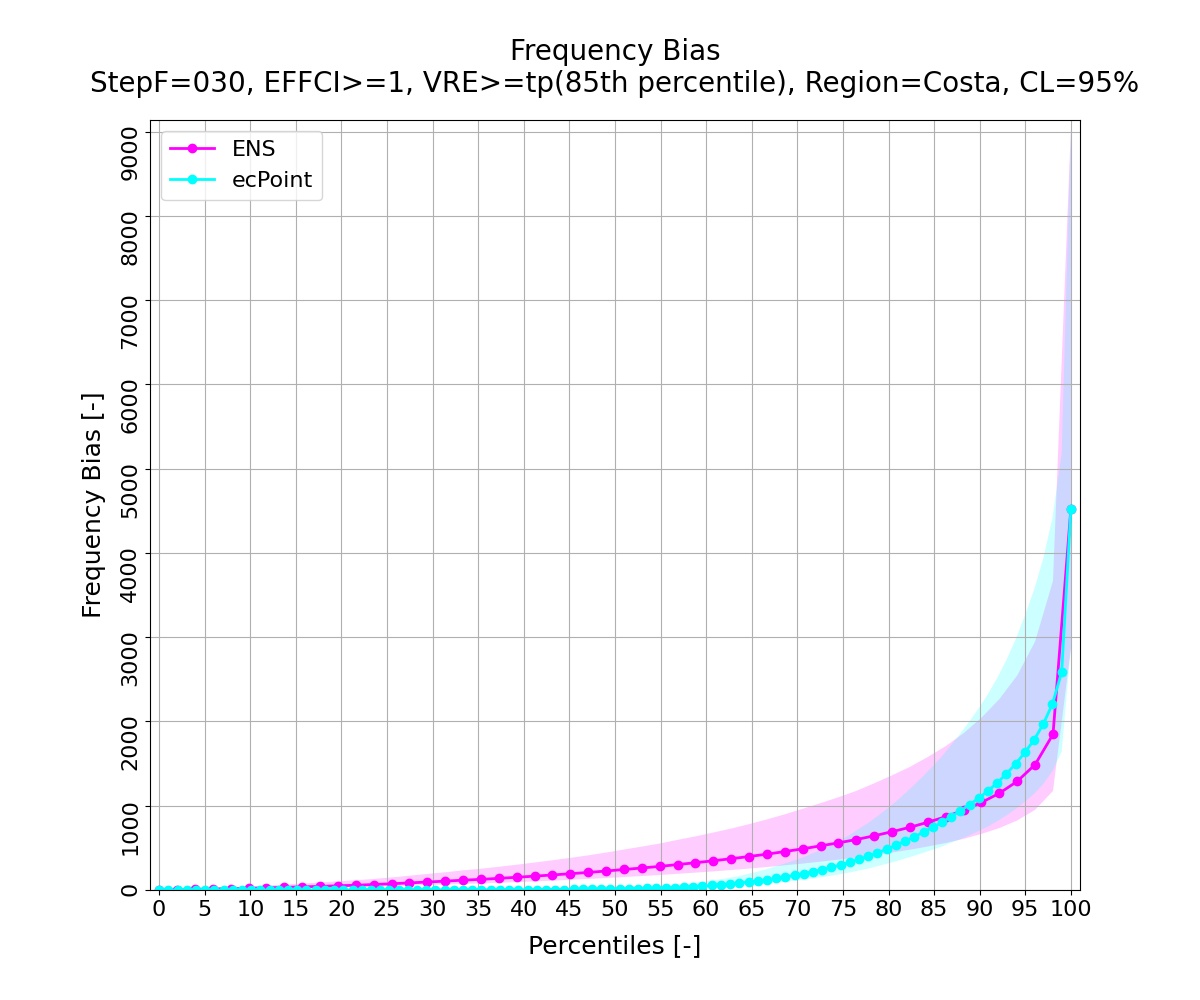 Frequency Bias
StepF=030, EFFCI>=1, VRE>=tp(85th percentile), Region=Costa, CL=95%
ENS
ecPoint
Frequency Bias [-]
9000
8000
7000
6000
5000
4000
3000
2000
1000
0
0 5 10 15 20 25 30 35 40 45 50 55 60 65 70 75 80 85 90 95 100
Percentiles [-]